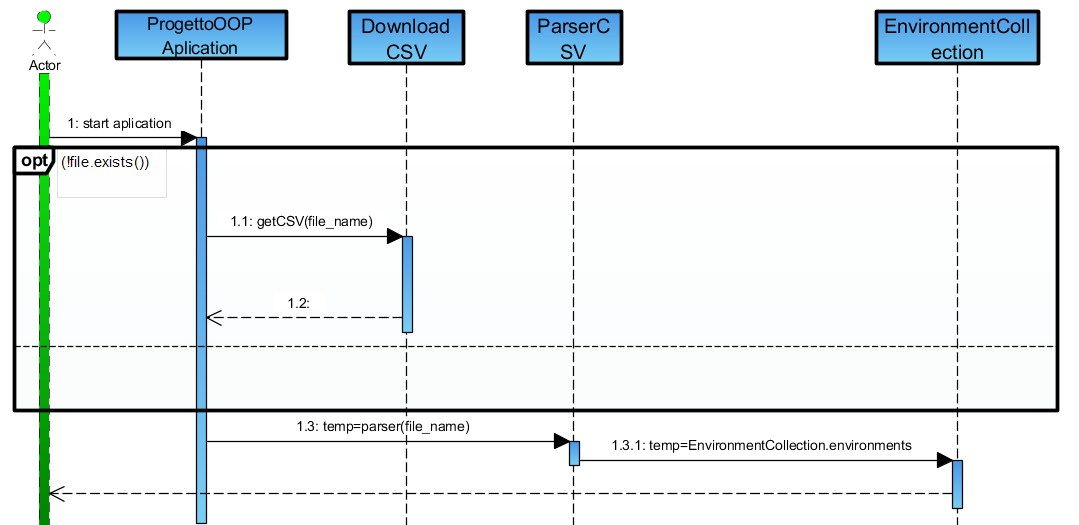 ProgettoOOP
Aplication
Download
CSV
ParserC
SV
EnvironmentColl
ection
Actor
1: start aplication
opt
(!file.exists())
1.1: getCSV(file_name)
1.2:
1.3: temp=parser(file_name)
1.3.1: temp=EnvironmentCollection.environments